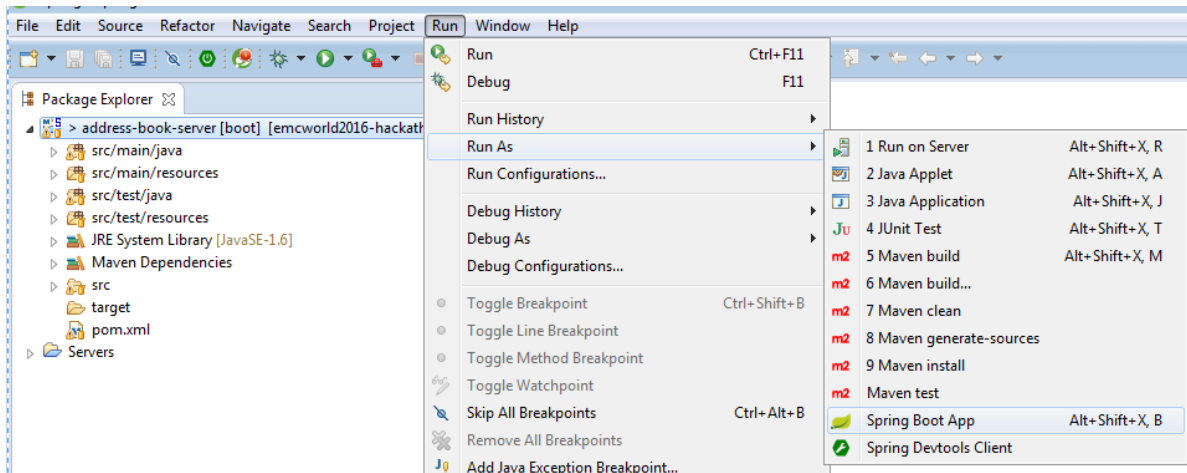 File Edit Source Refactor Navigate Search Project Run Window Help
Package Explorer
> address-book-server [boot] [emcworld2016-hackath
src/main/java
src/main/resources
src/test/java
src/test/resources
JRE System Library [JavaSE-1.6]
Maven Dependencies
src
target
pom.xml
Servers
Run Ctrl+F11
Debug F11
Run History
Run As
Run Configurations...
Debug History
Debug As
Debug Configurations...
Toggle Breakpoint Ctrl+Shift+B
Toggle Line Breakpoint
Toggle Method Breakpoint
Toggle Watchpoint
Skip All Breakpoints Ctrl+Alt+B
Remove All Breakpoints
Add Java Exception Breakpoint...
1 Run on Server Alt+Shift+X, R
2 Java Applet Alt+Shift+X, A
3 Java Application Alt+Shift+X, J
4 JUnit Test Alt+Shift+X, T
m2 5 Maven build Alt+Shift+X, M
m2 6 Maven build...
m2 7 Maven clean
m2 8 Maven generate-sources
m2 9 Maven install
m2 Maven test
Spring Boot App Alt+Shift+X, B
Spring Devtools Client